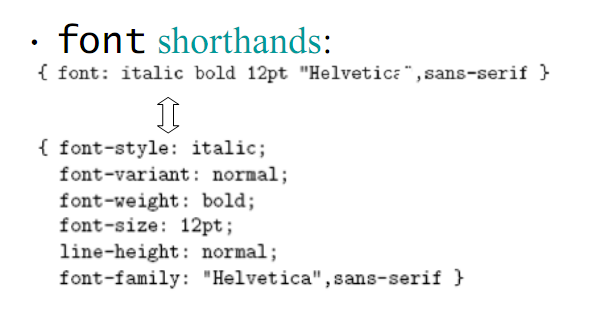 • font shorthands:
{ font: italic bold 12pt "Helvetica",sans-serif }
{ font-style: italic;
font-variant: normal;
font-weight: bold;
font-size: 12pt;
line-height: normal;
font-family: "Helvetica",sans-serif }